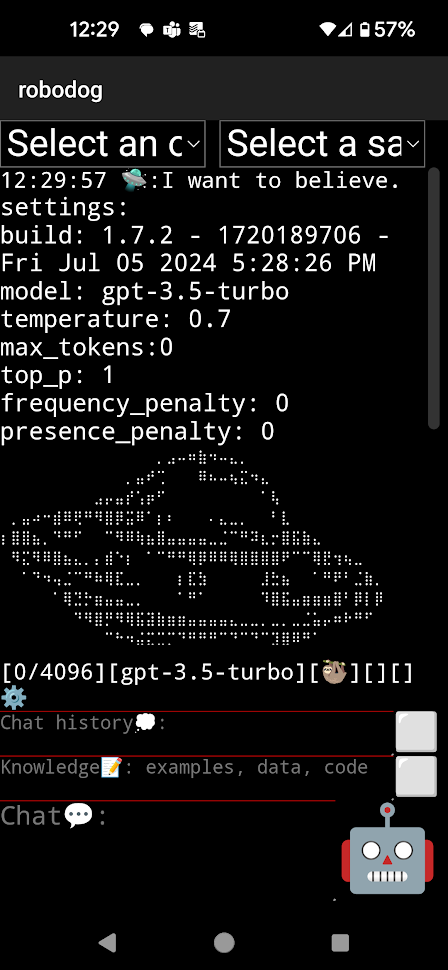 12:29
57%
robodog
Select an c
Select a sa
12:29:57 🛸:I want to believe.
settings:
build: 1.7.2 - 1720189706 -
Fri Jul 05 2024 5:28:26 PM
model: gpt-3.5-turbo
temperature: 0.7
max_tokens:0
top_p: 1
frequency_penalty: 0
presence_penalty: 0
[0/4096][gpt-3.5-turbo][🦥][][]
⚙️
Chat history💭:
Knowledge📝: examples, data, code
Chat💬: